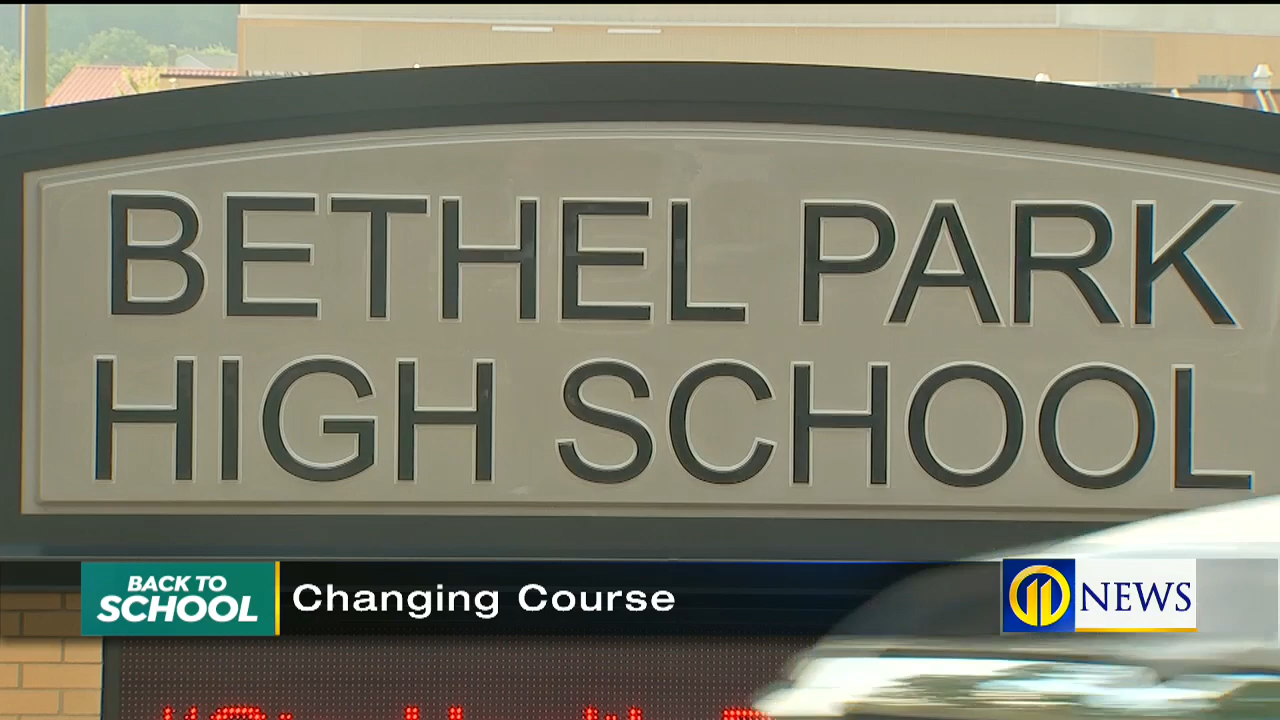 BETHEL PARK
HIGH SCHOOL
BACK TO
SCHOOL
Changing Course
11 NEWS